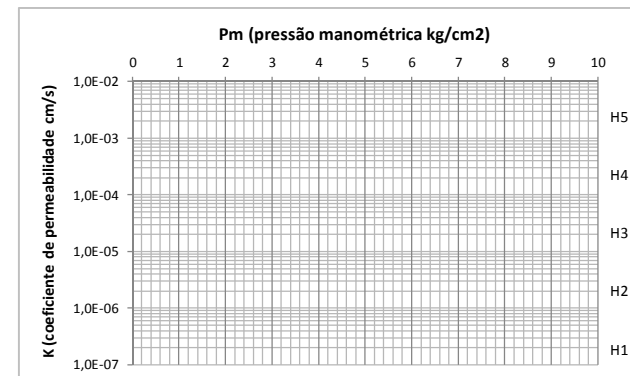 Pm (pressão manométrica kg/cm2)
0 1 2 3 4 5 6 7 8 9 10
K (coeficiente de permeabilidade cm/s)
1,0E-02
H5
1,0E-03
H4
1,0E-04
H3
1,0E-05
H2
1,0E-06
H1
1,0E-07